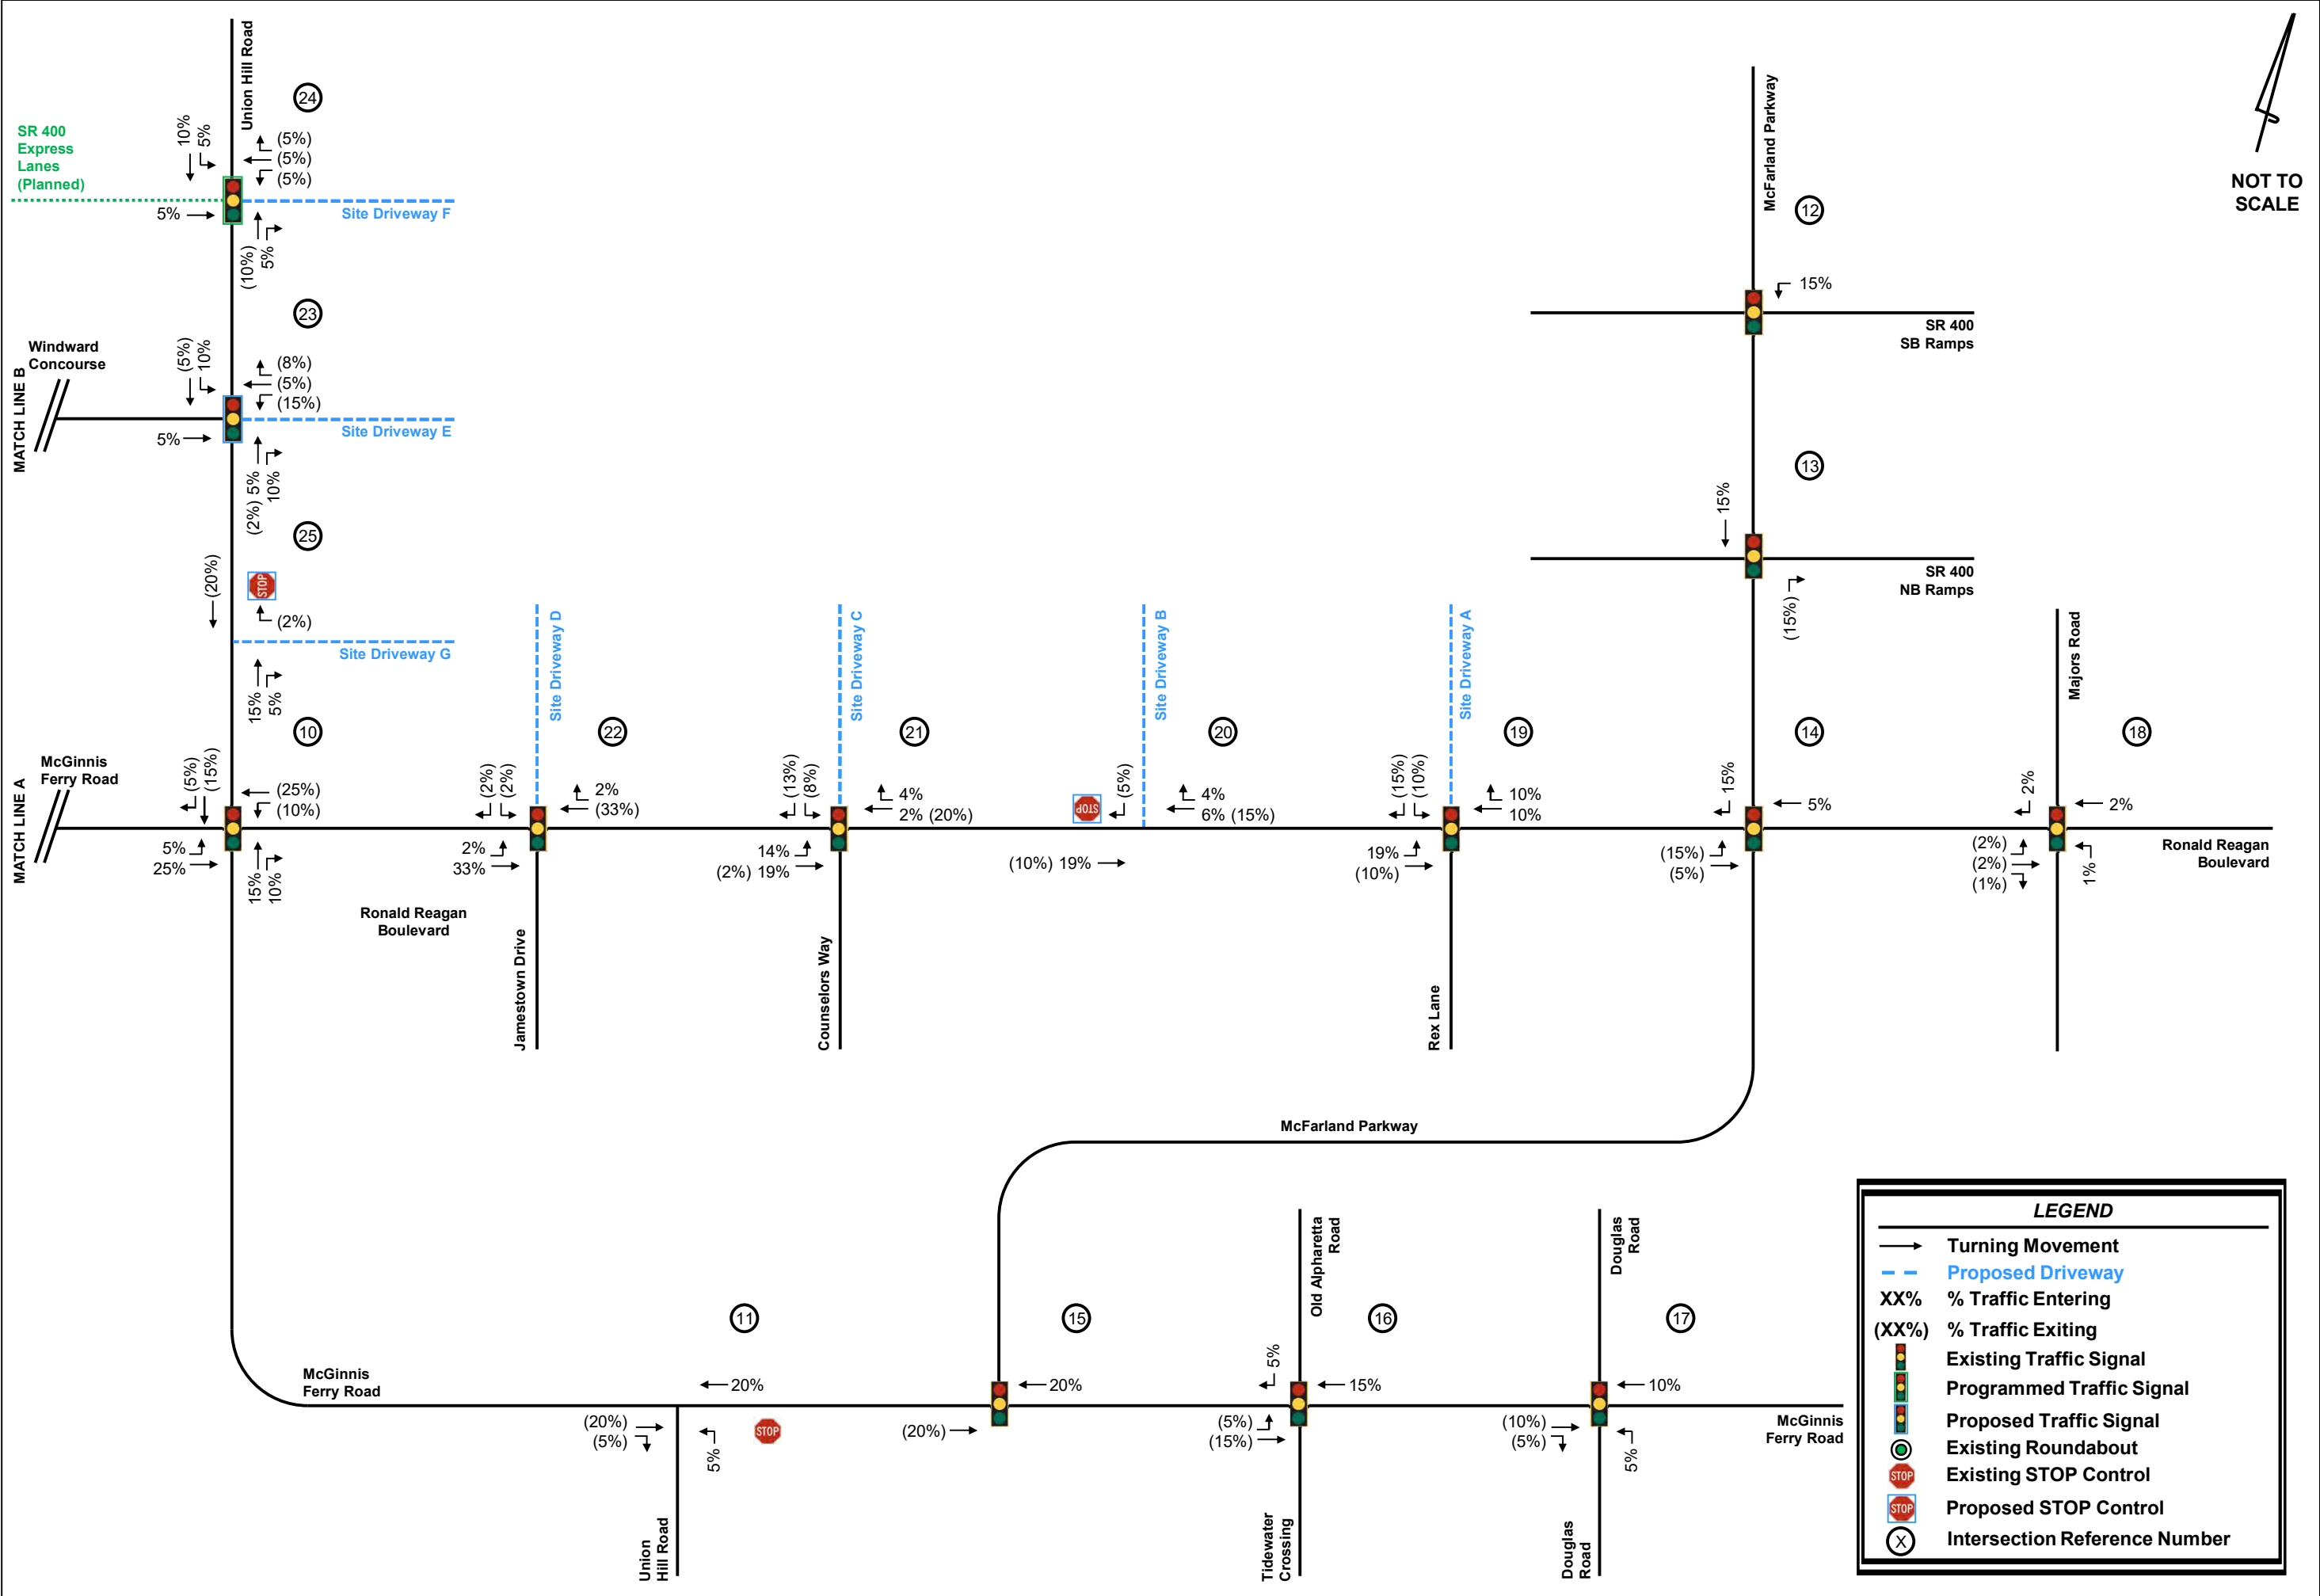 Union Hill Road
24
SR 400
Express
Lanes
(Planned)
10%
5%
(5%)
(5%)
(5%)
5%
Site Driveway F
(10%)
5%
23
Windward
Concourse
MATCH LINE B
(5%)
10%
(8%)
(5%)
(15%)
5%
Site Driveway E
(2%) 5%
10%
25
(20%)
STOP
(2%)
Site Driveway G
15%
5%
10
McGinnis
Ferry Road
MATCH LINE A
(5%)
(15%)
(25%)
(10%)
5%
25%
15%
10%
Ronald Reagan
Boulevard
Site Driveway D
22
(2%)
(2%)
2%
(33%)
2%
33%
Jamestown Drive
Site Driveway C
21
(13%)
(8%)
4%
2% (20%)
14%
(2%) 19%
Counselors Way
Site Driveway B
20
STOP
(5%)
4%
6% (15%)
(10%) 19%
Site Driveway A
19
(15%)
(10%)
10%
10%
19%
(10%)
Rex Lane
McFarland Parkway
12
15%
SR 400
SB Ramps
13
15%
SR 400
NB Ramps
(15%)
14
15%
5%
(15%)
(5%)
Majors Road
18
2%
2%
(2%)
(2%)
(1%)
1%
Ronald Reagan
Boulevard
NOT TO
SCALE
McFarland Parkway
McGinnis
Ferry Road
11
20%
(20%)
(5%)
5%
STOP
Union
Hill Road
15
20%
(20%)
Old Alpharetta
Road
16
5%
15%
(5%)
(15%)
Tidewater
Crossing
Douglas
Road
17
10%
(10%)
(5%)
5%
Douglas
Road
McGinnis
Ferry Road
LEGEND
Turning Movement
Proposed Driveway
XX% % Traffic Entering
(XX%) % Traffic Exiting
Existing Traffic Signal
Programmed Traffic Signal
Proposed Traffic Signal
Existing Roundabout
STOP Existing STOP Control
STOP Proposed STOP Control
X Intersection Reference Number